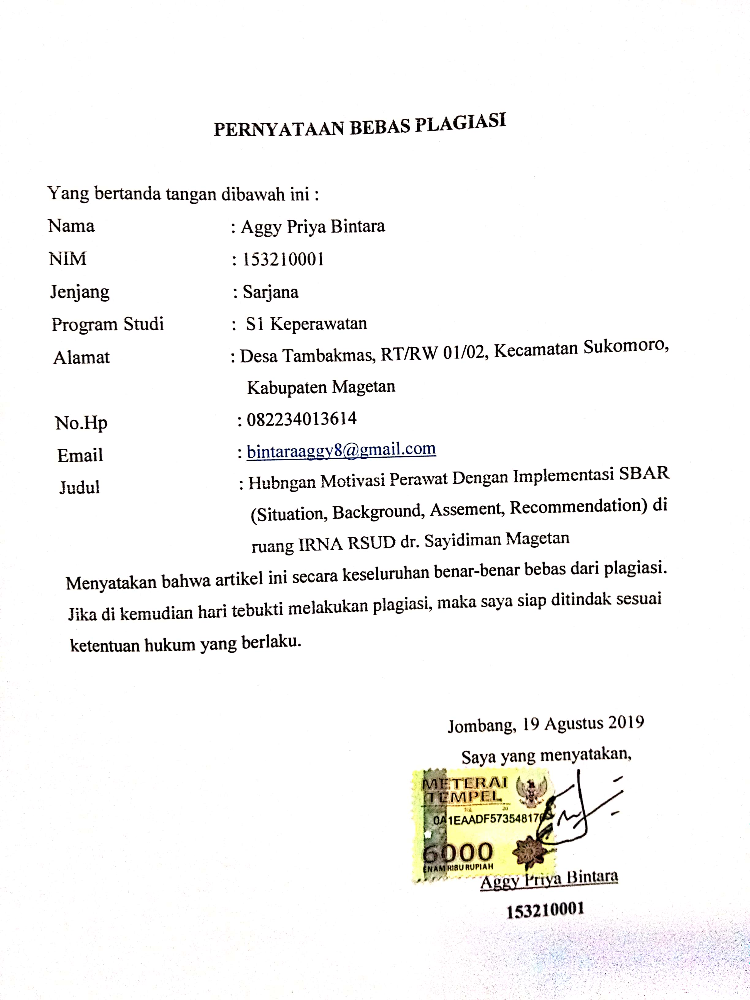 PERNYATAAN BEBAS PLAGIASI
Yang bertanda tangan dibawah ini :
Nama : Aggy Priya Bintara
NIM : 153210001
Jenjang : Sarjana
Program Studi : S1 Keperawatan
Alamat : Desa Tambakmas, RT/RW 01/02, Kecamatan Sukomoro,
Kabupaten Magetan
No.Hp : 082234013614
Email : bintaraaggy8@gmail.com
Judul : Hubngan Motivasi Perawat Dengan Implementasi SBAR
(Situation, Background, Assement, Recommendation) di
ruang IRNA RSUD dr. Sayidiman Magetan
Menyatakan bahwa artikel ini secara keseluruhan benar-benar bebas dari plagiasi.
Jika di kemudian hari tebukti melakukan plagiasi, maka saya siap ditindak sesuai
ketentuan hukum yang berlaku.
Jombang, 19 Agustus 2019
Saya yang menyatakan,
METERAI
TEMPEL
TGL 20
6000
ENAM RIBU RUPIAH
Aggy Priya Bintara
153210001